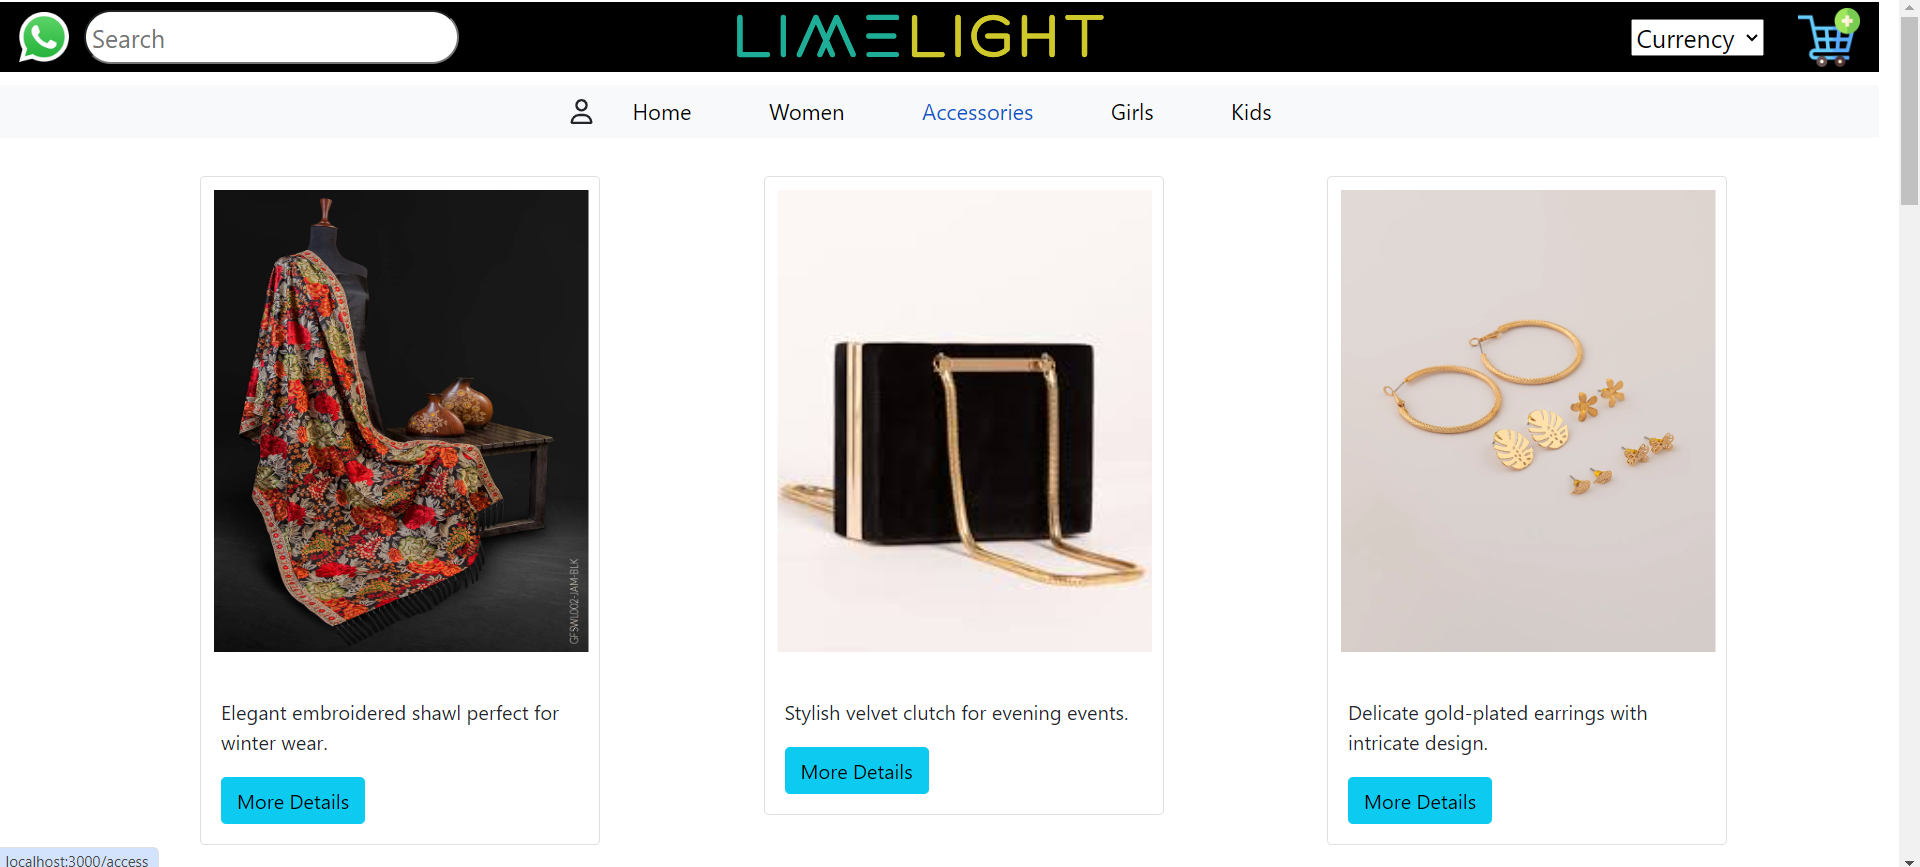 Search
LIMELIGHT
Currency
Home
Women
Accessories
Girls
Kids
GFSWL002-JAM-BLK
Elegant embroidered shawl perfect for
winter wear.
More Details
Stylish velvet clutch for evening events.
More Details
Delicate gold-plated earrings with
intricate design.
More Details
localhost:3000/access